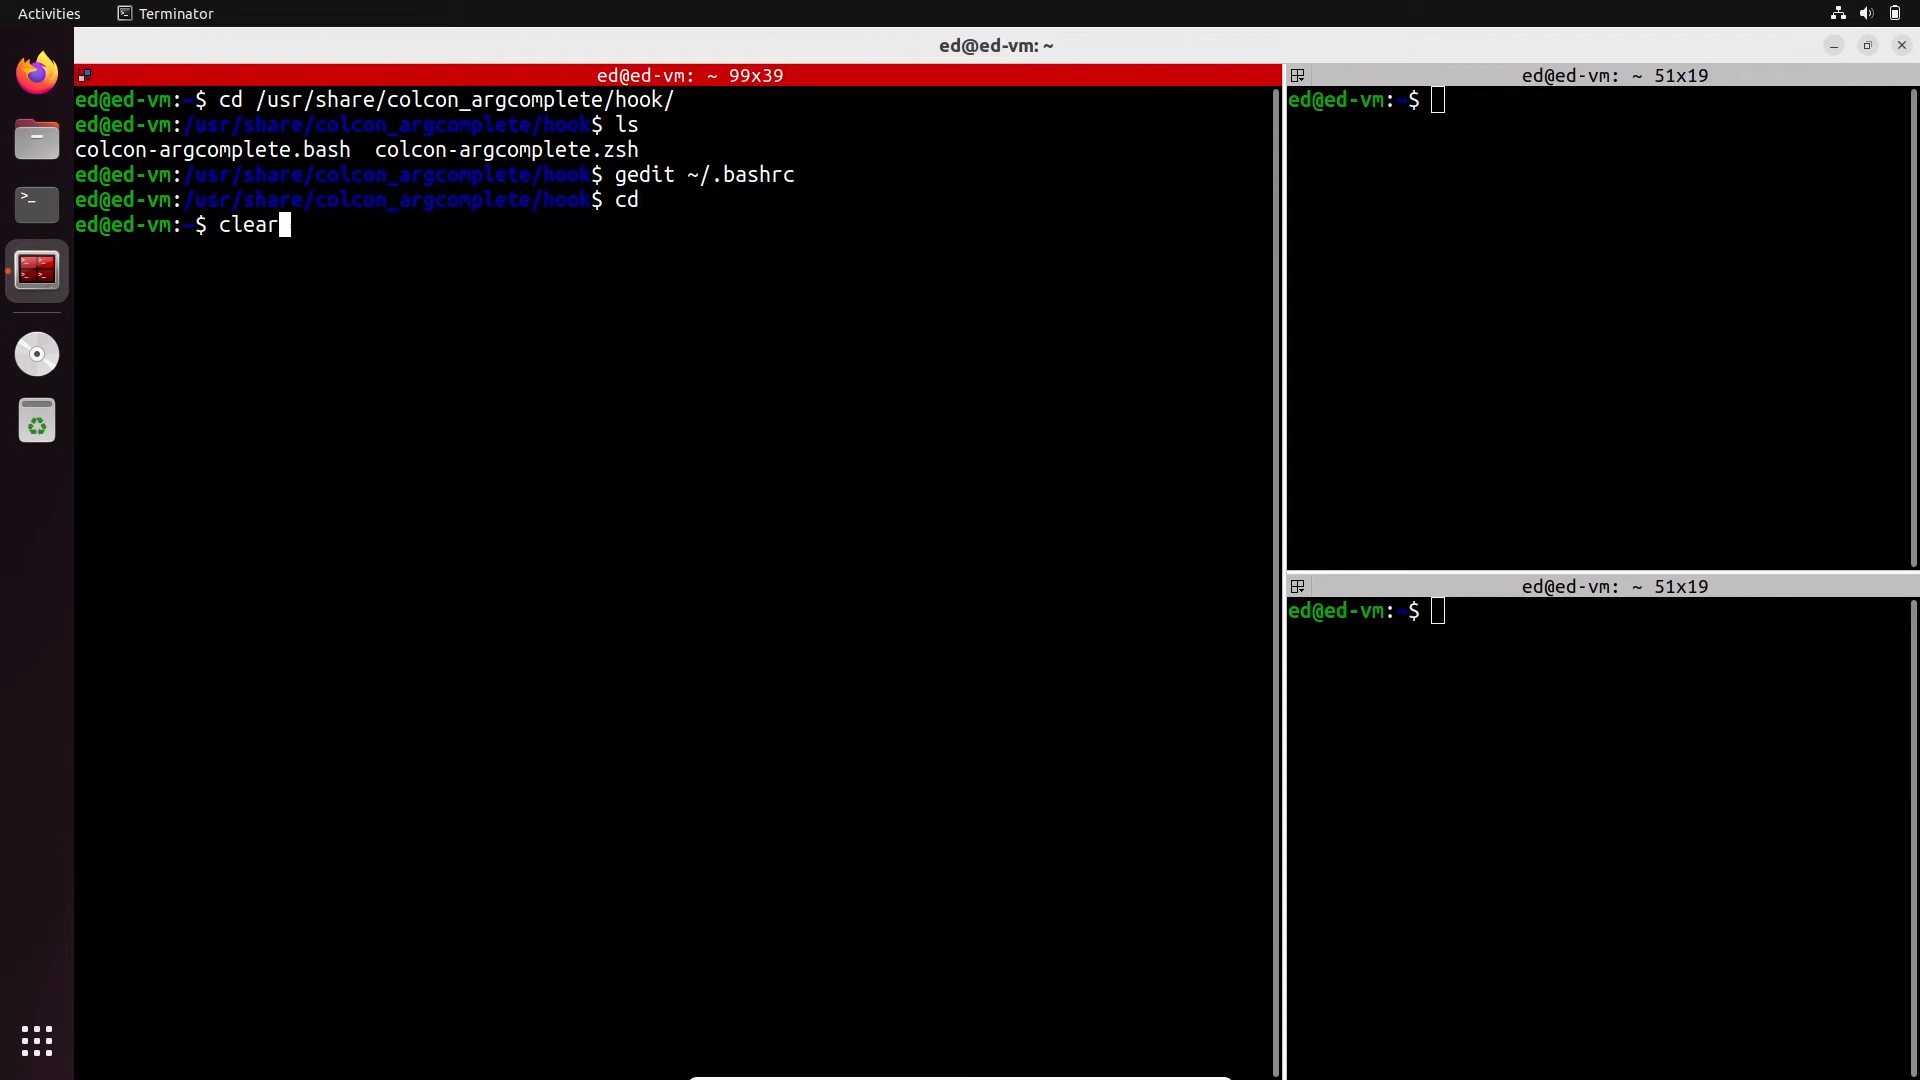 Activities
Terminator
ed@ed-vm: ~
ed@ed-vm: ~ 99x39
ed@ed-vm:~$ cd /usr/share/colcon_argcomplete/hook/
ed@ed-vm:/usr/share/colcon_argcomplete/hook$ ls
colcon-argcomplete.bash  colcon-argcomplete.zsh
ed@ed-vm:/usr/share/colcon_argcomplete/hook$ gedit ~/.bashrc
ed@ed-vm:/usr/share/colcon_argcomplete/hook$ cd
ed@ed-vm:~$ clear
ed@ed-vm: ~ 51x19
ed@ed-vm:~$
ed@ed-vm: ~ 51x19
ed@ed-vm:~$